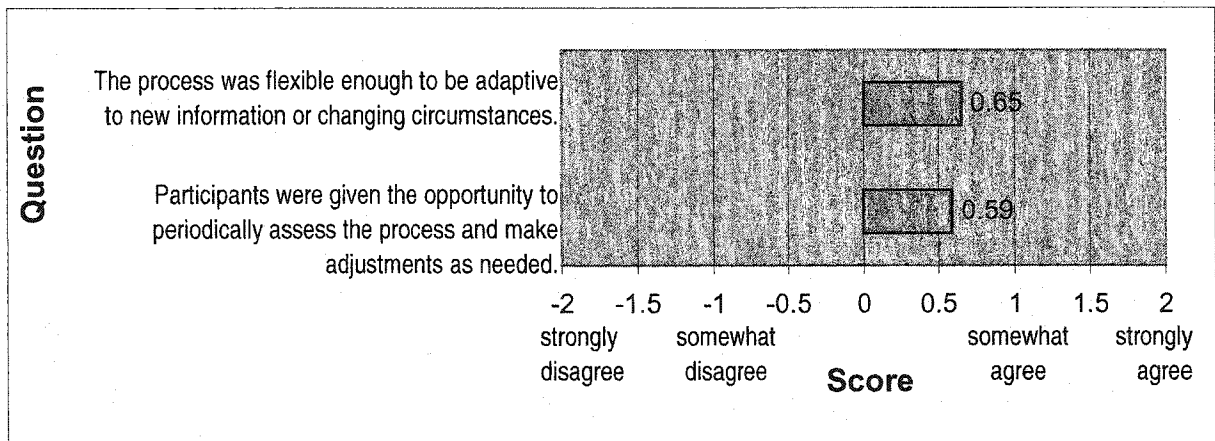 Question
The process was flexible enough to be adaptive
to new information or changing circumstances.
0.65
Participants were given the opportunity to
periodically assess the process and make
adjustments as needed.
0.59
-2 -1.5 -1 -0.5 0 0.5 1 1.5 2
strongly somewhat somewhat strongly
disagree disagree agree agree
Score